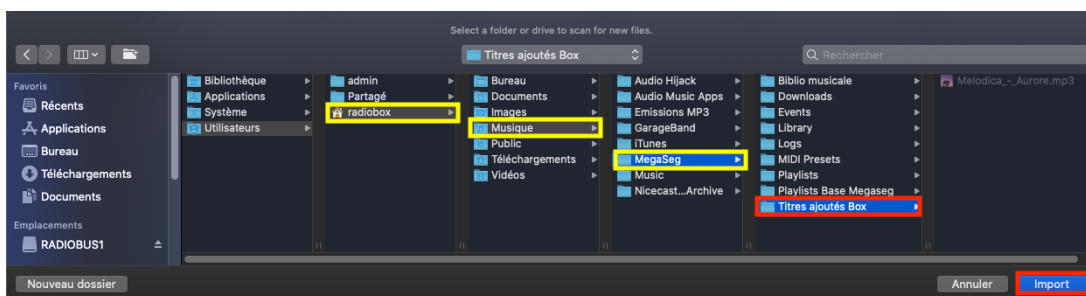 Select a folder or drive to scan for new files.
Titres ajoutés Box
Rechercher
Favoris
Récents
Applications
Bureau
Téléchargements
Documents
Emplacements
RADIOBUS1
Bibliothèque
Applications
Système
Utilisateurs
admin
Partagé
radiobox
Bureau
Documents
Images
Musique
Public
Téléchargements
Vidéos
Audio Hijack
Audio Music Apps
Emissions MP3
GarageBand
iTunes
MegaSeg
Music
Nicecast...Archive
Biblio musicale
Downloads
Events
Library
Logs
MIDI Presets
Playlists
Playlists Base Megaseg
Titres ajoutés Box
Melodica_-_Aurore.mp3
Nouveau dossier
Annuler
Import